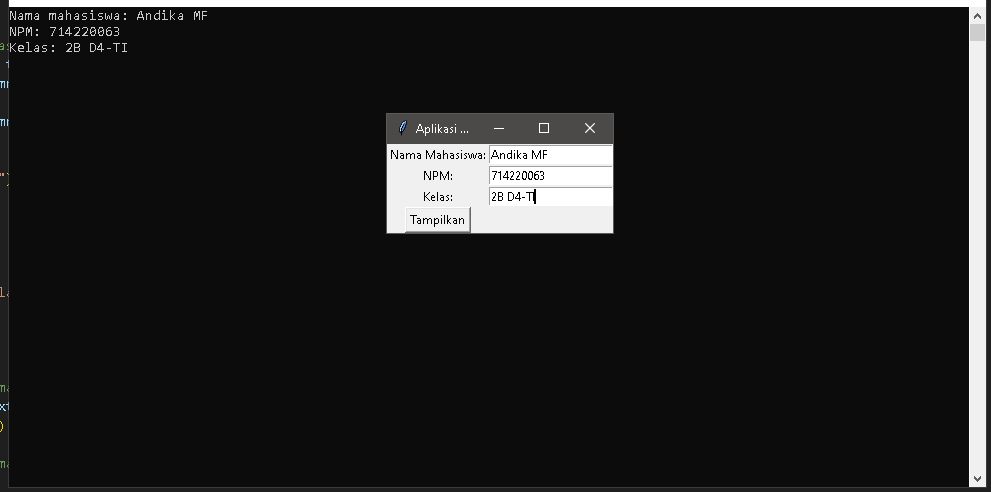 Nama mahasiswa: Andika MF
NPM: 714220063
Kelas: 2B D4-TI
Aplikasi ...
Nama Mahasiswa: Andika MF
NPM: 714220063
Kelas: 2B D4-TI
Tampilkan